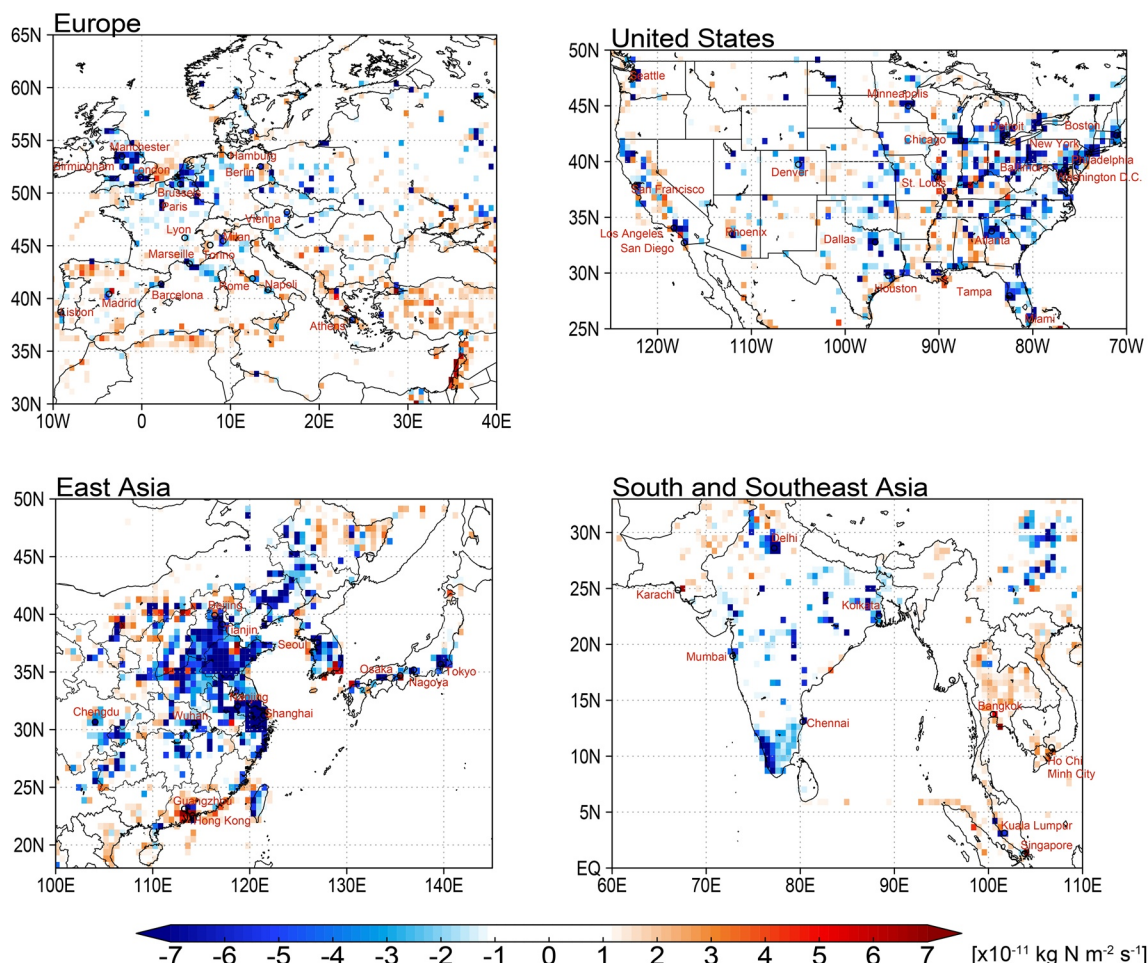 Europe
65N
60N
55N
50N
45N
40N
35N
30N
10W 0 10E 20E 30E 40E
Manchester
Birmingham
London
Hamburg
Berlin
Brussels
Paris
Vienna
Lyon
Milan
Torino
Marseille
Rome
Napoli
Barcelona
Madrid
Lisbon
Athens
United States
50N
45N
40N
35N
30N
25N
120W 110W 100W 90W 80W 70W
Seattle
Minneapolis
Detroit
Boston
Chicago
New York
Philadelphia
Baltimore
Washington D.C.
Denver
St. Louis
San Francisco
Los Angeles
Phoenix
San Diego
Dallas
Atlanta
Houston
Tampa
Miami
East Asia
50N
45N
40N
35N
30N
25N
20N
100E 110E 120E 130E 140E
Beijing
Tianjin
Seoul
Osaka
Tokyo
Nagoya
Nanjing
Chengdu
Wuhan
Shanghai
Guangzhou
Hong Kong
South and Southeast Asia
30N
25N
20N
15N
10N
5N
EQ
60E 70E 80E 90E 100E 110E
Delhi
Karachi
Kolkata
Mumbai
Bangkok
Chennai
Ho Chi
Minh City
Kuala Lumpur
Singapore
-7 -6 -5 -4 -3 -2 -1 0 1 2 3 4 5 6 7 [x10-11 kg N m-2 s-1]